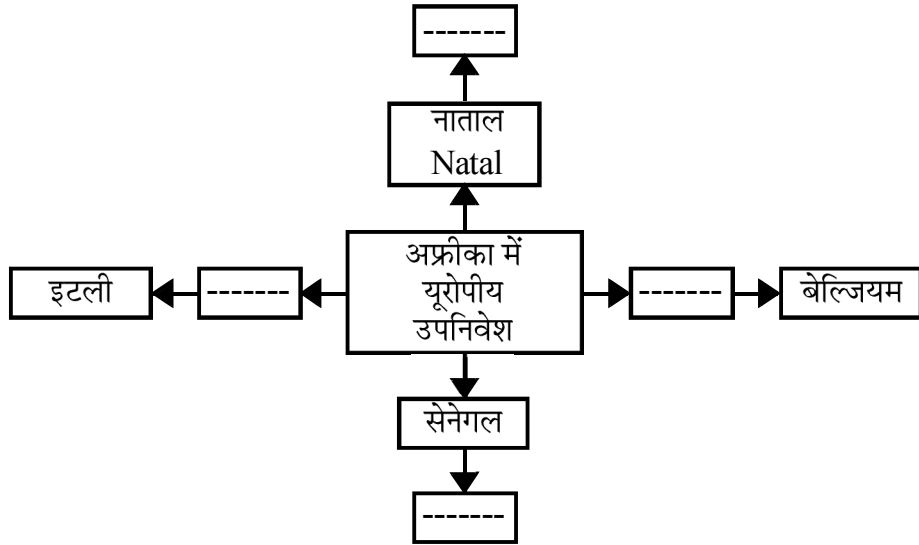 -------
नाताल
Natal
अफ्रीका में
यूरोपीय
उपनिवेश
इटली
-------
-------
बेल्जियम
सेनेगल
-------